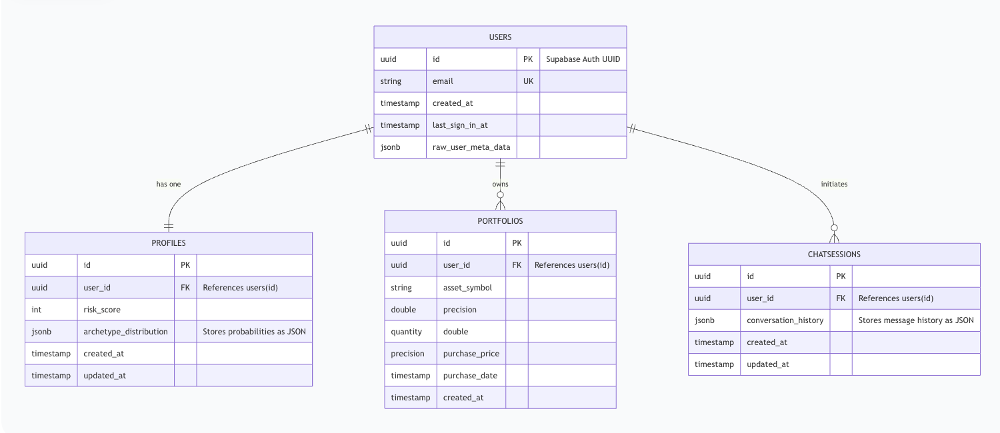 USERS
uuid id PK Supabase Auth UUID
string email UK
timestamp created_at
timestamp last_sign_in_at
jsonb raw_user_meta_data
has one
owns
initiates
PROFILES
uuid id PK
uuid user_id FK References users(id)
int risk_score
jsonb archetype_distribution Stores probabilities as JSON
timestamp created_at
timestamp updated_at
PORTFOLIOS
uuid id PK
uuid user_id FK References users(id)
string asset_symbol
double precision
quantity double
precision purchase_price
timestamp purchase_date
timestamp created_at
CHATSESSIONS
uuid id PK
uuid user_id FK References users(id)
jsonb conversation_history Stores message history as JSON
timestamp created_at
timestamp updated_at